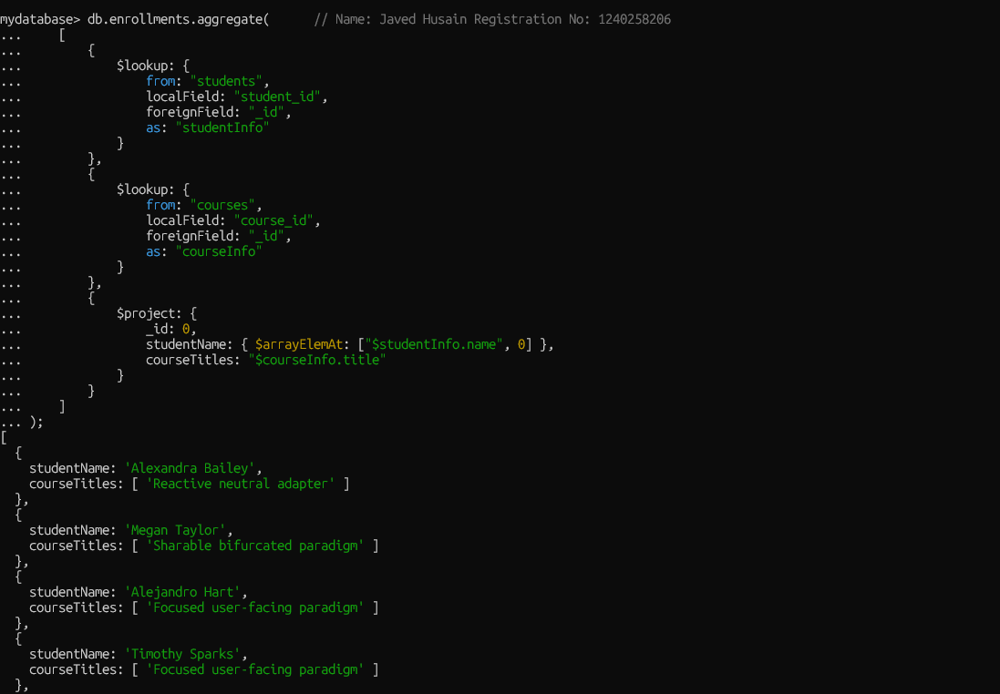 mydatabase> db.enrollments.aggregate(      // Name: Javed Husain Registration No: 1240258206
...     [
...         {
...             $lookup: {
...                 from: "students",
...                 localField: "student_id",
...                 foreignField: "_id",
...                 as: "studentInfo"
...             }
...         },
...         {
...             $lookup: {
...                 from: "courses",
...                 localField: "course_id",
...                 foreignField: "_id",
...                 as: "courseInfo"
...             }
...         },
...         {
...             $project: {
...                 _id: 0,
...                 studentName: { $arrayElemAt: ["$studentInfo.name", 0] },
...                 courseTitles: "$courseInfo.title"
...             }
...         }
...     ]
... );
[
  {
    studentName: 'Alexandra Bailey',
    courseTitles: [ 'Reactive neutral adapter' ]
  },
  {
    studentName: 'Megan Taylor',
    courseTitles: [ 'Sharable bifurcated paradigm' ]
  },
  {
    studentName: 'Alejandro Hart',
    courseTitles: [ 'Focused user-facing paradigm' ]
  },
  {
    studentName: 'Timothy Sparks',
    courseTitles: [ 'Focused user-facing paradigm' ]
  },